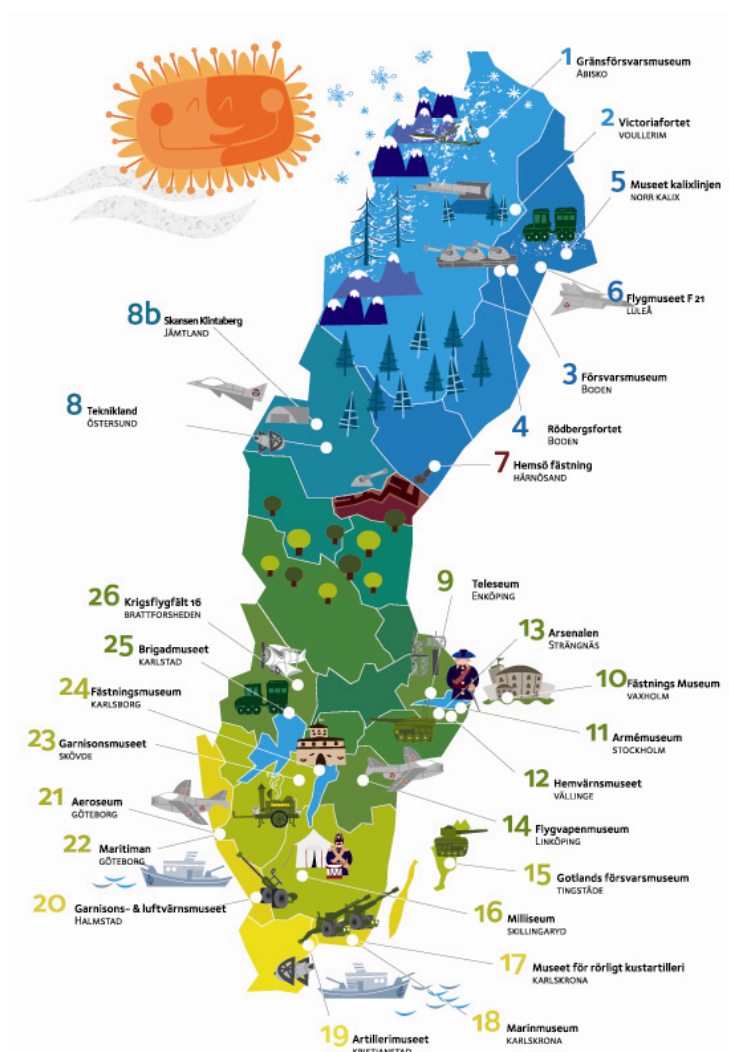 1 Gränsförsvarsmuseum
ABISKO
2 Victoriafortet
VOULLERIM
5 Museet kalixlinjen
NORR KALIX
6 Flygmuseet F 21
LULEÅ
8b Skansen Klintaberg
JÄMTLAND
3 Försvarsmuseum
BODEN
8 Teknikland
ÖSTERSUND
4 Rödbergsfortet
BODEN
7 Hemsö fästning
HÄRNÖSAND
9 Teleseum
ENKÖPING
26 Krigsflygfält 16
BRATTFORSHEDEN
13 Arsenalen
STRÄNGNÄS
25 Brigadmuseet
KARLSTAD
10 Fästnings Museum
VAXHOLM
24 Fästningsmuseum
KARLSBORG
11 Armémuseum
STOCKHOLM
23 Garnisonsmuseet
SKÖVDE
12 Hemvärnsmuseet
VÄLLINGE
21 Aeroseum
GÖTEBORG
14 Flygvapenmuseum
LINKÖPING
22 Maritiman
GÖTEBORG
15 Gotlands försvarsmuseum
TINGSTÄDE
20 Garnisons- & luftvärnsmuseet
HALMSTAD
16 Milliseum
SKILLINGARYD
17 Museet för rörligt kustartilleri
KARLSKRONA
18 Marinmuseum
KARLSKRONA
19 Artillerimuseet
KRISTIANSTAD